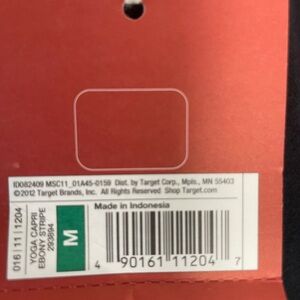 ID082409 MSC11_01A45-0159 Dist. by Target Corp., Mpls., MN 55403
©2012 Target Brands, Inc. All Rights Reserved Shop Target.com
016 | 11 | 1204
YOGA CAPRI
EBONY STRIPE
293694
M
Made in Indonesia
4 90161 11204 7